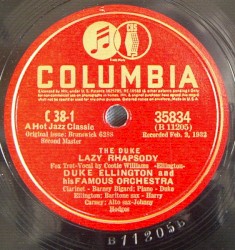 COLUMBIA
C 38-1
35834
A Hot Jazz Classic
(H 11205)
Original issue: Brunswick 6288
Recorded Feb. 2, 1932
Second Master
THE DUKE
LAZY RHAPSODY
Fox Trot-Vocal by Cootie Williams -Ellington-
DUKE ELLINGTON and
his FAMOUS ORCHESTRA
Clarinet - Barney Bigard; Piano - Duke
Ellington; Baritone sax - Harry
Carney; Alto sax-Johnny
Hodges
B11205B